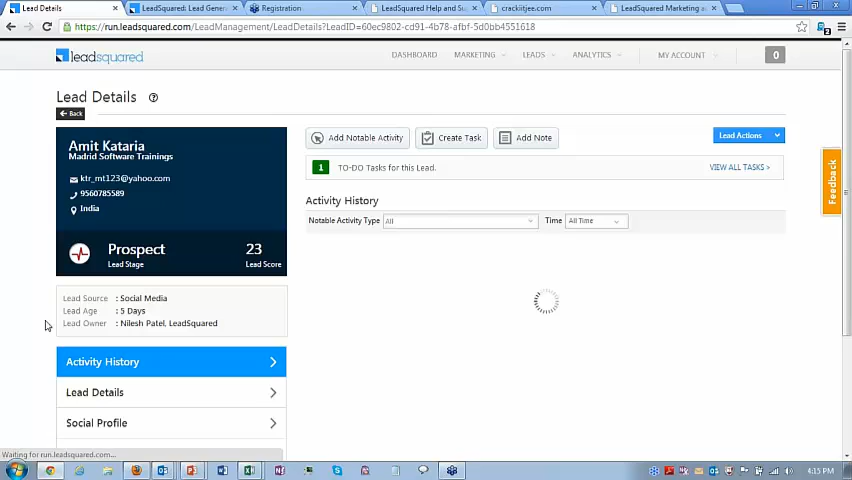 Lead Details
LeadSquared: Lead Gener
Registration
LeadSquared Help and Su
crackiitjee.com
LeadSquared Marketing a
https://run.leadsquared.com/LeadManagement/LeadDetails?LeadID=60ec9802-cd91-4b78-afbf-5d0bb4551618
leadsquared
DASHBOARD
MARKETING
LEADS
ANALYTICS
MY ACCOUNT
0
Lead Details
Back
Amit Kataria
Madrid Software Trainings
ktr_mt123@yahoo.com
9560785589
India
Prospect
Lead Stage
23
Lead Score
Add Notable Activity
Create Task
Add Note
Lead Actions
1 TO-DO Tasks for this Lead.
VIEW ALL TASKS >
Activity History
Notable Activity Type All Time All Time
Feedback
Lead Source : Social Media
Lead Age : 5 Days
Lead Owner : Nilesh Patel, LeadSquared
Activity History
Lead Details
Social Profile
Waiting for run.leadsquared.com...
4:15 PM